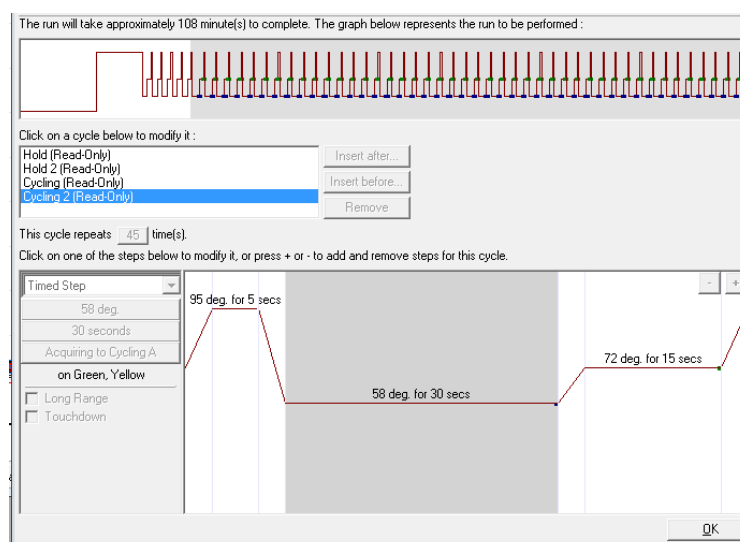 The run will take approximately 108 minute(s) to complete. The graph below represents the run to be performed :
Click on a cycle below to modify it :
Hold (Read-Only)
Hold 2 (Read-Only)
Cycling (Read-Only)
Cycling 2 (Read-Only)
Insert after...
Insert before...
Remove
This cycle repeats 45 time(s).
Click on one of the steps below to modify it, or press + or - to add and remove steps for this cycle.
Timed Step
58 deg.
30 seconds
Acquiring to Cycling A
on Green, Yellow
Long Range
Touchdown
95 deg. for 5 secs
58 deg. for 30 secs
72 deg. for 15 secs
- +
OK